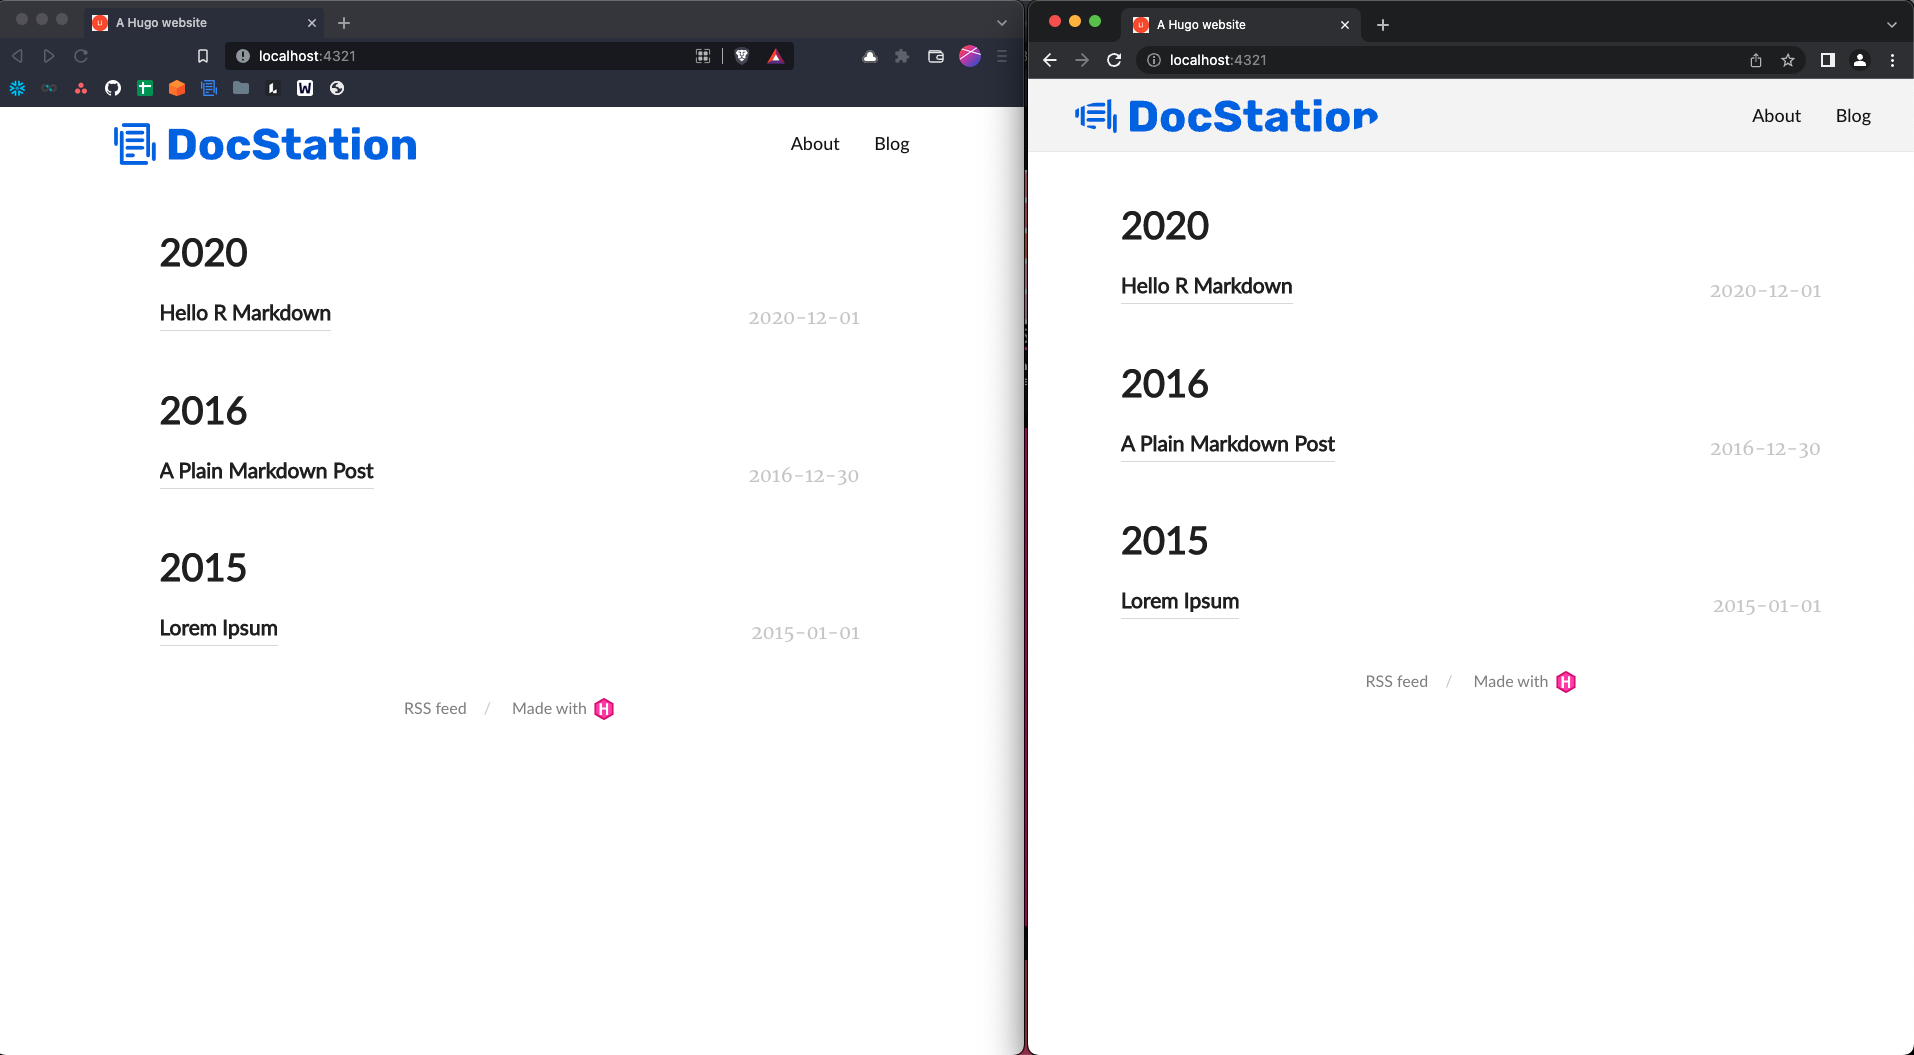 A Hugo website
localhost:4321
DocStation
About
Blog
2020
Hello R Markdown
2020-12-01
2016
A Plain Markdown Post
2016-12-30
2015
Lorem Ipsum
2015-01-01
RSS feed / Made with H
A Hugo website
localhost:4321
DocStation
About
Blog
2020
Hello R Markdown
2020-12-01
2016
A Plain Markdown Post
2016-12-30
2015
Lorem Ipsum
2015-01-01
RSS feed / Made with H